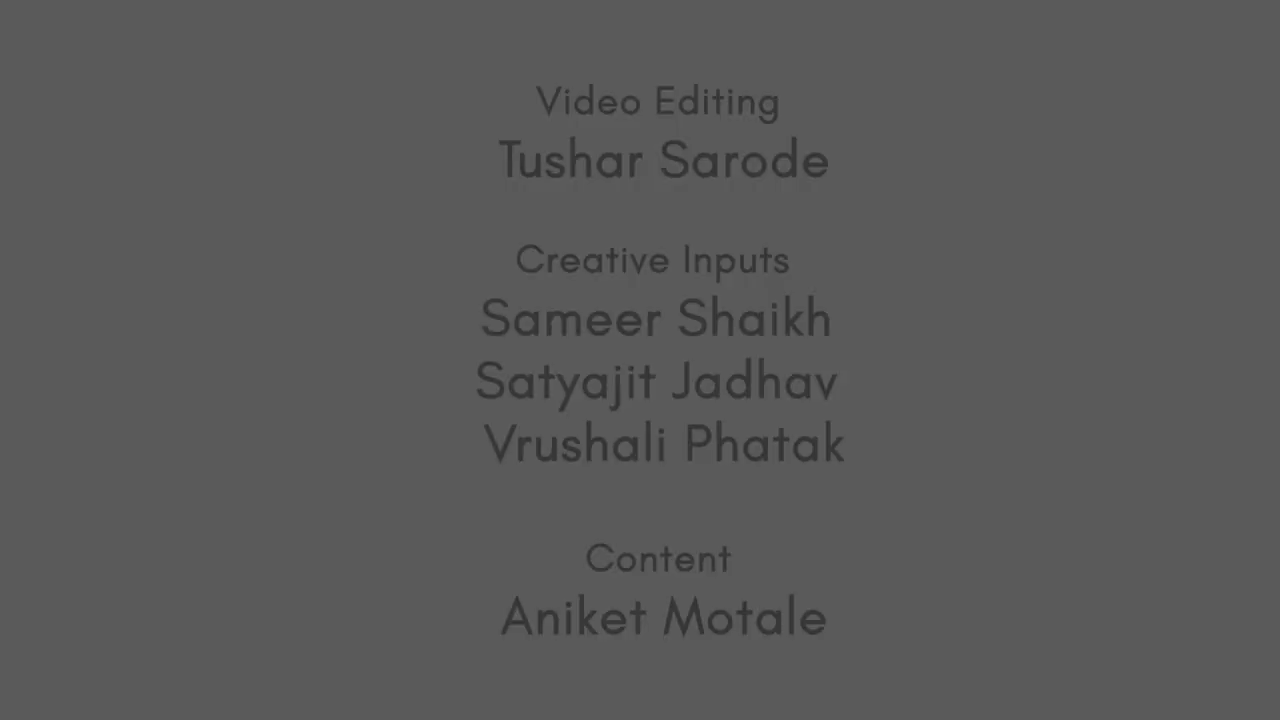 Video Editing
Tushar Sarode
Creative Inputs
Sameer Shaikh
Satyajit Jadhav
Vrushali Phatak
Content
Aniket Motale